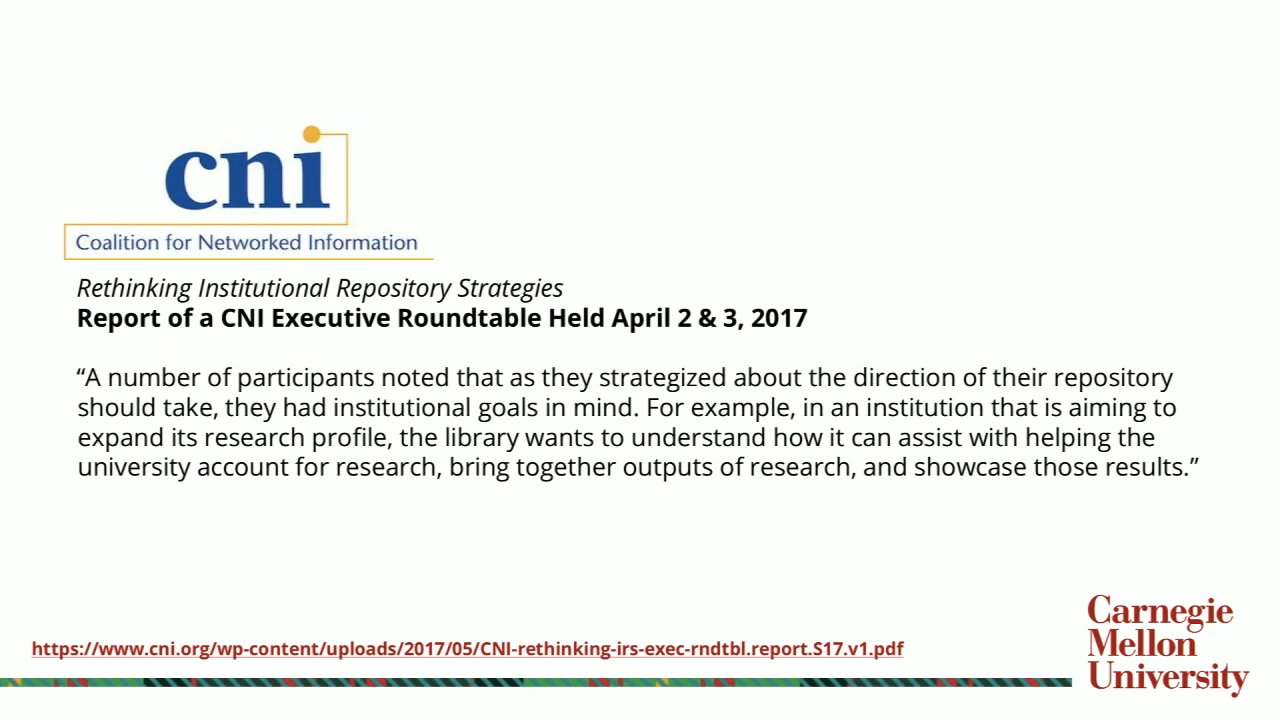 cni
Coalition for Networked Information
Rethinking Institutional Repository Strategies
Report of a CNI Executive Roundtable Held April 2 & 3, 2017
“A number of participants noted that as they strategized about the direction of their repository
should take, they had institutional goals in mind. For example, in an institution that is aiming to
expand its research profile, the library wants to understand how it can assist with helping the
university account for research, bring together outputs of research, and showcase those results.”
https://www.cni.org/wp-content/uploads/2017/05/CNI-rethinking-irs-exec-rndtbl.report.S17.v1.pdf
Carnegie
Mellon
University